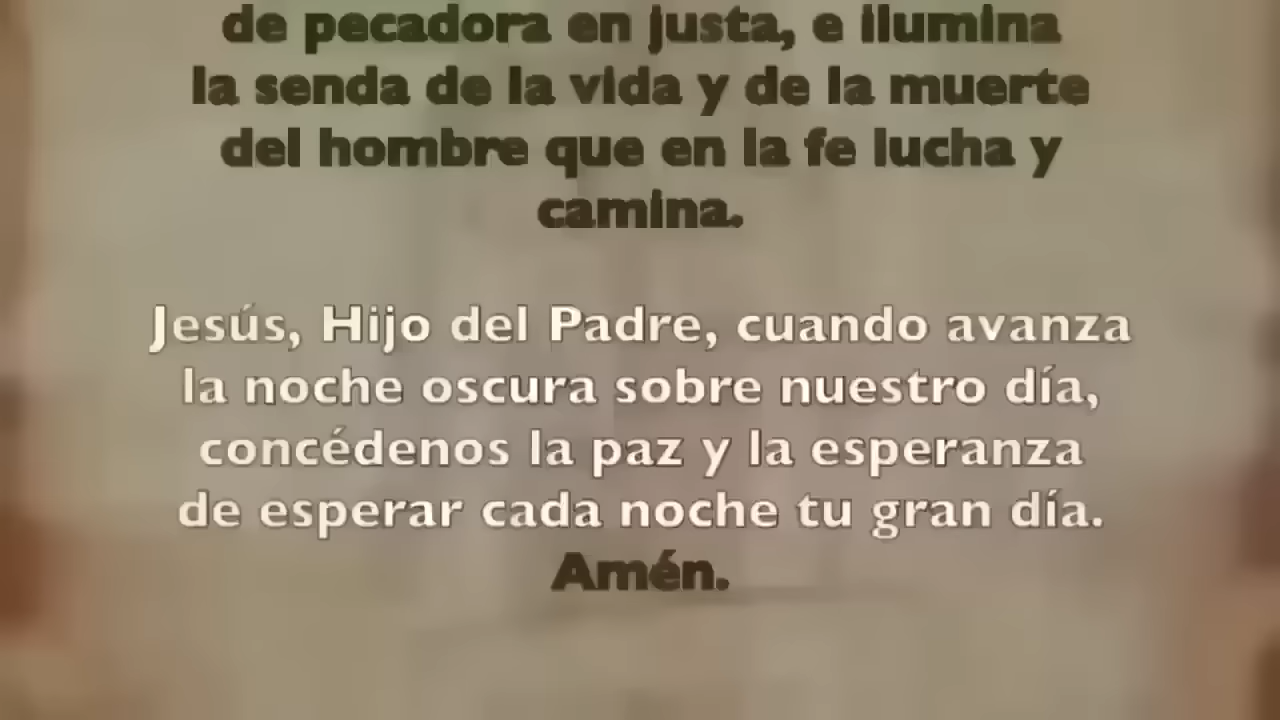 de pecadora en justa, e ilumina
la senda de la vida y de la muerte
del hombre que en la fe lucha y
camina.
Jesús, Hijo del Padre, cuando avanza
la noche oscura sobre nuestro día,
concédenos la paz y la esperanza
de esperar cada noche tu gran día.
Amén.